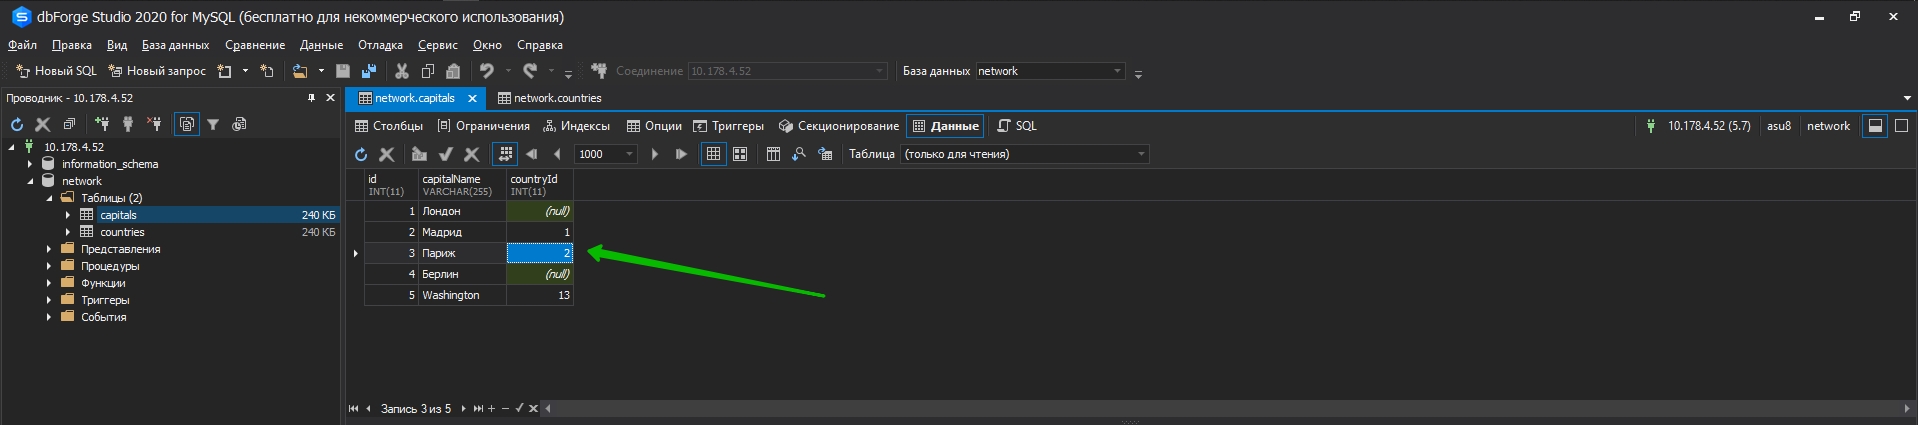 dbForge Studio 2020 for MySQL (бесплатно для некоммерческого использования)
Файл Правка Вид База данных Сравнение Данные Отладка Сервис Окно Справка
Новый SQL Новый запрос Соединение 10.178.4.52 База данных network
Проводник - 10.178.4.52
10.178.4.52
information_schema
network
Таблицы (2)
capitals 240 КБ
countries 240 КБ
Представления
Процедуры
Функции
Триггеры
События
network.capitals network.countries
Столбцы Ограничения Индексы Опции Триггеры Секционирование Данные SQL 10.178.4.52 (5.7) asu8 network
1000 Таблица (только для чтения)
id capitalName countryId
INT(11) VARCHAR(255) INT(11)
1 Лондон (null)
2 Мадрид 1
3 Париж 2
4 Берлин (null)
5 Washington 13
Запись 3 из 5